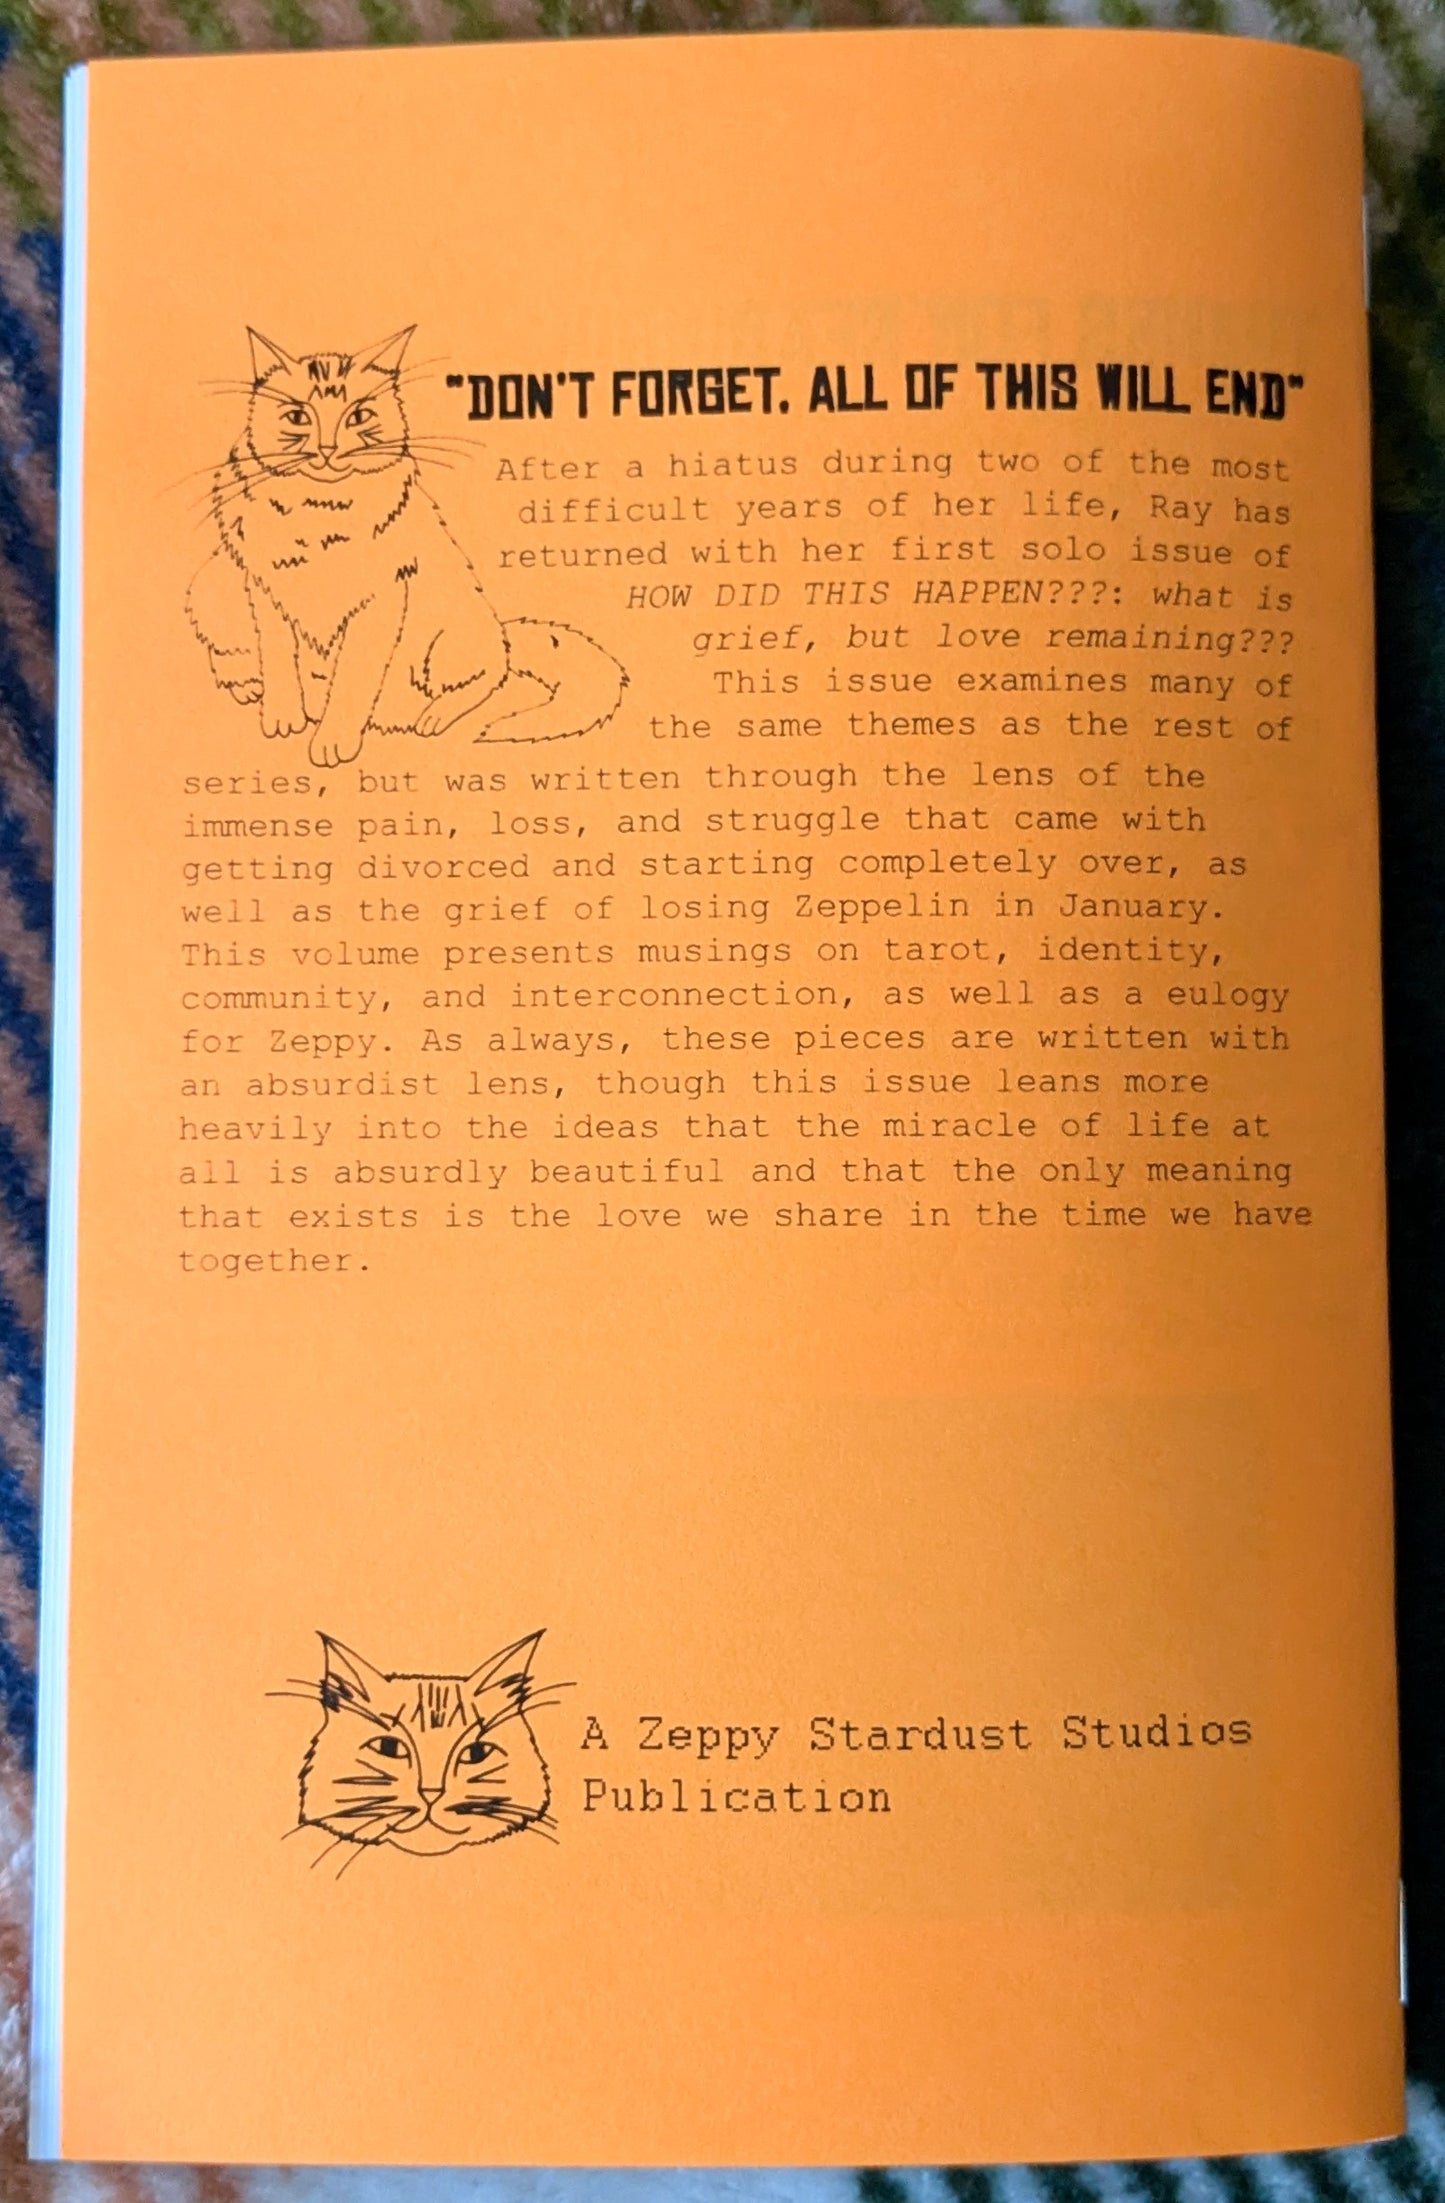 "DON'T FORGET. ALL OF THIS WILL END"
After a hiatus during two of the most
difficult years of her life, Ray has
returned with her first solo issue of
HOW DID THIS HAPPEN???: what is
grief, but love remaining???
This issue examines many of
the same themes as the rest of
series, but was written through the lens of the
immense pain, loss, and struggle that came with
getting divorced and starting completely over, as
well as the grief of losing Zeppelin in January.
This volume presents musings on tarot, identity,
community, and interconnection, as well as a eulogy
for Zeppy. As always, these pieces are written with
an absurdist lens, though this issue leans more
heavily into the ideas that the miracle of life at
all is absurdly beautiful and that the only meaning
that exists is the love we share in the time we have
together.
A Zeppy Stardust Studios
Publication